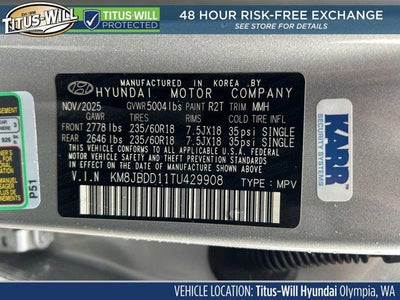 TITUS-WILL
TITUS-WILL
PROTECTED
48 HOUR RISK-FREE EXCHANGE
SEE STORE FOR DETAILS
MANUFACTURED IN KOREA BY
HYUNDAI MOTOR COMPANY
NOV/2025 GVWR 5004 lbs PAINT R2T TRIM MMH
GAWR TIRES RIMS COLD TIRE INFL
FRONT 2778 lbs 235/60R18 7.5JX18 35psi SINGLE
REAR 2646 lbs 235/60R18 7.5JX18 35psi SINGLE
THIS VEHICLE CONFORMS TO ALL APPLICABLE FEDERAL
MOTOR VEHICLE SAFETY, BUMPER, AND THEFT PREVENTION
STANDARDS IN EFFECT ON THE DATE OF MANUFACTURE
SHOWN ABOVE.
V.I.N KM8JBDD11TU429908 TYPE: MPV
P51
KARR
SECURITY SYSTEMS
VEHICLE LOCATION: Titus-Will Hyundai Olympia, WA